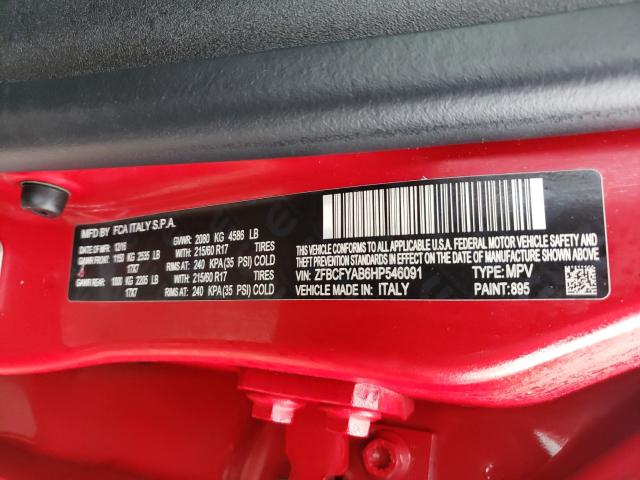 MFD BY FCA ITALY S.P.A.
DATE OF MFR: 12/16 GVWR: 2080 KG 4586 LB
GAWR FRONT: 1150 KG 2535 LB WITH: 215/60 R17 TIRES
17X7 RIMS AT: 240 KPA(35 PSI) COLD
GAWR REAR: 1000 KG 2205 LB WITH: 215/60 R17 TIRES
17X7 RIMS AT: 240 KPA(35 PSI) COLD
THIS VEHICLE CONFORMS TO ALL APPLICABLE U.S.A. FEDERAL MOTOR
VEHICLE SAFETY, BUMPER, AND
THEFT PREVENTION STANDARDS IN EFFECT ON THE DATE OF MANUFACTURE SHOWN ABOVE.
VIN: ZFBCFYAB6HP546091 TYPE: MPV
VEHICLE MADE IN: ITALY PAINT: 895